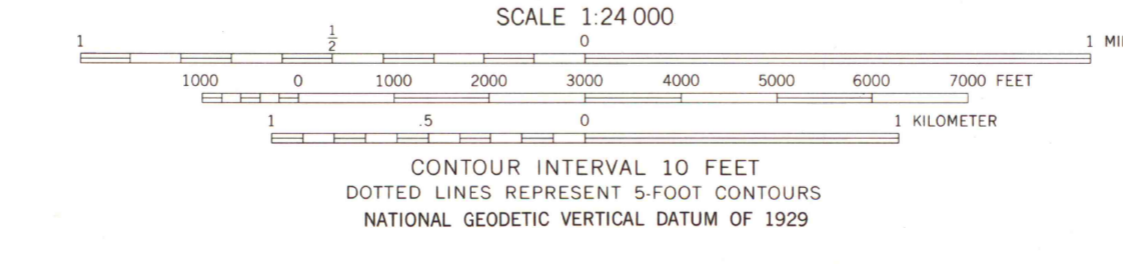 SCALE 1:24 000
1 ½ 0 1
1000 0 1000 2000 3000 4000 5000 6000 7000 FEET
1 .5 0 1 KILOMETER
CONTOUR INTERVAL 10 FEET
DOTTED LINES REPRESENT 5-FOOT CONTOURS
NATIONAL GEODETIC VERTICAL DATUM OF 1929